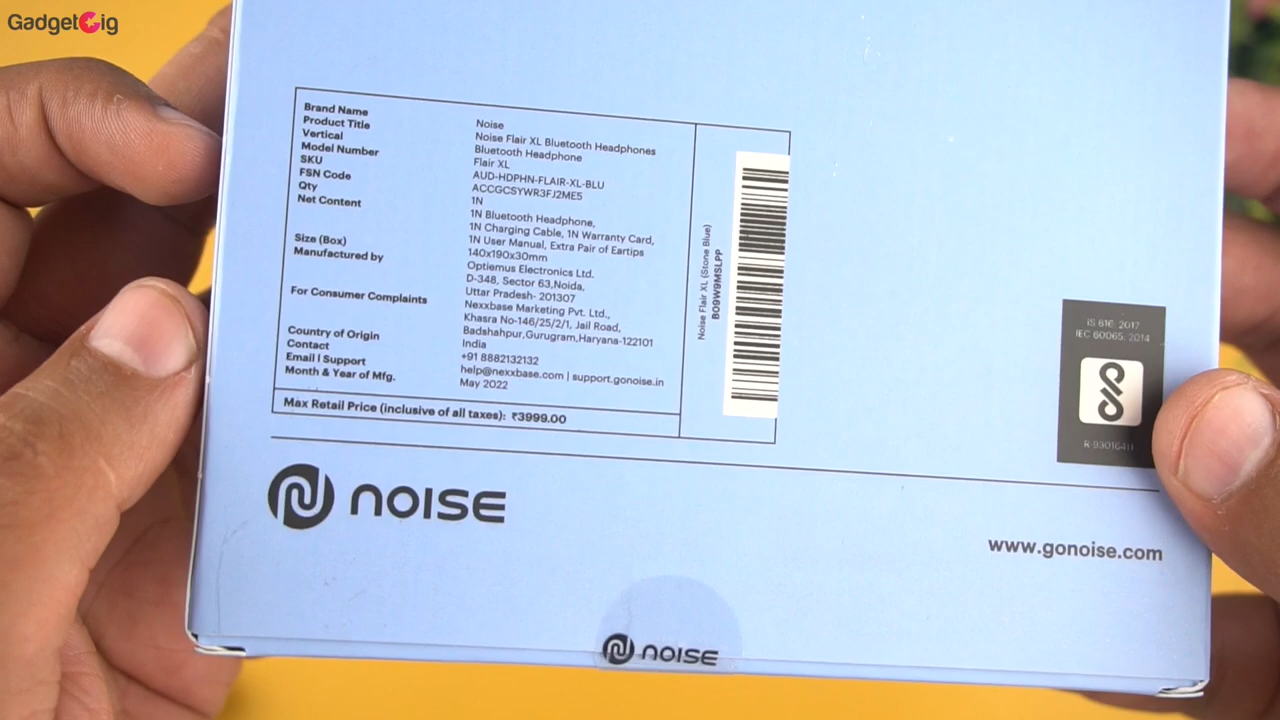 GadgetGig
Brand Name Noise
Product Title Noise Flair XL Bluetooth Headphones
Vertical Bluetooth Headphone
Model Number Flair XL
SKU AUD-HDPHN-FLAIR-XL-BLU
FSN Code ACCGCSYWR3FJ2ME5
Qty 1N
Net Content 1N Bluetooth Headphone,
1N Charging Cable, 1N Warranty Card,
1N User Manual, Extra Pair of Eartips
Size (Box) 140x190x30mm
Manufactured by Optiemus Electronics Ltd.
D-348, Sector 63,Noida,
Uttar Pradesh- 201307
For Consumer Complaints Nexxbase Marketing Pvt. Ltd.,
Khasra No-146/25/2/1, Jail Road,
Badshahpur,Gurugram,Haryana-122101
Country of Origin India
Contact +91 8882132132
Email | Support help@nexxbase.com | support.gonoise.in
Month & Year of Mfg. May 2022
Max Retail Price (inclusive of all taxes): ₹3999.00
Noise Flair XL (Stone Blue)
B09W9MSLPP
IS 616: 2017
IEC 60065: 2014
NOISE
www.gonoise.com
NOISE